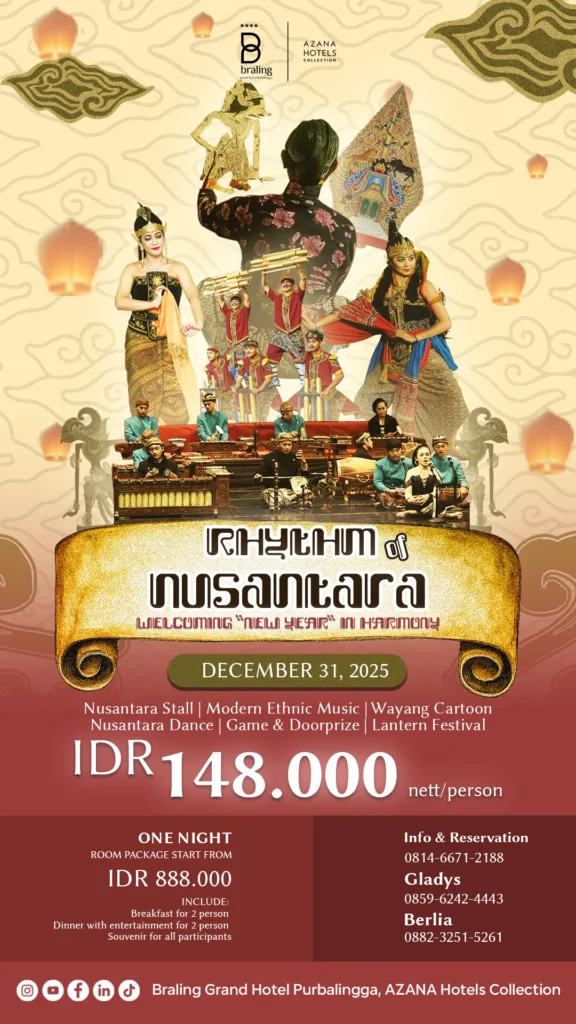 braling
AZANA
HOTELS
COLLECTION
RHYTHM of
NUSANTARA
WELCOMING "NEW YEAR" IN HARMONY
DECEMBER 31, 2025
Nusantara Stall | Modern Ethnic Music | Wayang Cartoon
Nusantara Dance | Game & Doorprize | Lantern Festival
IDR 148.000 nett/person
ONE NIGHT
ROOM PACKAGE START FROM
IDR 888.000
INCLUDE:
Breakfast for 2 person
Dinner with entertainment for 2 person
Souvenir for all participants
Info & Reservation
0814-6671-2188
Gladys
0859-6242-4443
Berlia
0882-3251-5261
Braling Grand Hotel Purbalingga, AZANA Hotels Collection